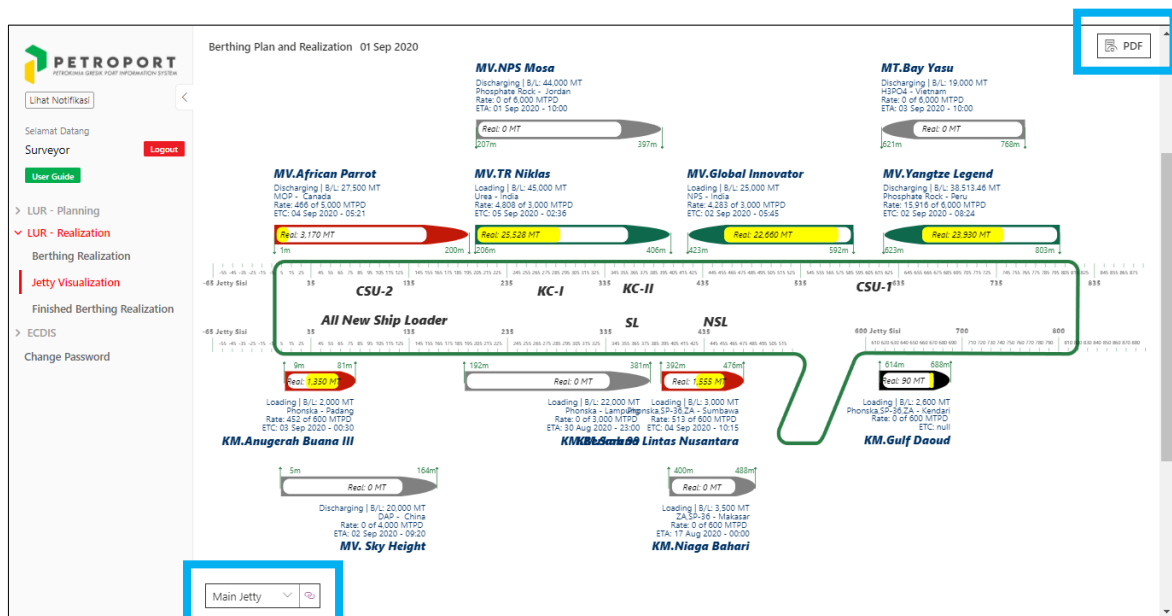 PETROPORT
PETROKIMIA GRESIK PORT INFORMATION SYSTEM
Lihat Notifikasi
Selamat Datang
Surveyor
Logout
User Guide
LUR - Planning
LUR - Realization
Berthing Realization
Jetty Visualization
Finished Berthing Realization
ECDIS
Change Password
Berthing Plan and Realization 01 Sep 2020
PDF
MV.NPS Mosa
Discharging | B/L: 44,000 MT
Phosphate Rock - Jordan
Rate: 0 of 6,000 MTPD
ETA: 01 Sep 2020 - 10:00
Real: 0 MT
207m 397m
MT.Bay Yasu
Discharging | B/L: 19,000 MT
H3PO4 - Vietnam
Rate: 0 of 6,000 MTPD
ETA: 03 Sep 2020 - 10:00
Real: 0 MT
621m 768m
MV.African Parrot
Discharging | B/L: 27,500 MT
MOP - Canada
Rate: 466 of 5,000 MTPD
ETC: 04 Sep 2020 - 05:21
Real: 3,170 MT
1m 200m
MV.TR Niklas
Loading | B/L: 45,000 MT
Urea - India
Rate: 4,808 of 3,000 MTPD
ETC: 05 Sep 2020 - 02:36
Real: 25,528 MT
206m 406m
MV.Global Innovator
Loading | B/L: 25,000 MT
NPS - India
Rate: 4,283 of 3,000 MTPD
ETC: 02 Sep 2020 - 05:45
Real: 22,660 MT
423m 592m
MV.Yangtze Legend
Discharging | B/L: 38,513.46 MT
Phosphate Rock - Peru
Rate: 15,916 of 6,000 MTPD
ETC: 02 Sep 2020 - 08:24
Real: 23,930 MT
623m 803m
-65 Jetty Sisi 35 135 235 335 435 535 635 735 835
CSU-2 KC-I KC-II CSU-1
All New Ship Loader SL NSL
-65 Jetty Sisi 35 135 235 335 435 600 Jetty Sisi 700 800
9m 81m
Real: 1,350 MT
Loading | B/L: 2,000 MT
Phonska - Padang
Rate: 452 of 600 MTPD
ETC: 03 Sep 2020 - 00:30
KM.Anugerah Buana III
192m 381m
Real: 0 MT
Loading | B/L: 22,000 MT
Phonska - Lampung
Rate: 0 of 3,000 MTPD
ETA: 30 Aug 2020 - 23:00
392m 476m
Real: 1,555 MT
Loading | B/L: 3,000 MT
Phonska,SP-36,ZA - Sumbawa
Rate: 513 of 600 MTPD
ETC: 04 Sep 2020 - 10:15
Lintas Nusantara
614m 688m
Real: 90 MT
Loading | B/L: 2,600 MT
Phonska,SP-36,ZA - Kendari
Rate: 0 of 600 MTPD
ETC: null
KM.Gulf Daoud
5m 164m
Real: 0 MT
Discharging | B/L: 20,000 MT
DAP - China
Rate: 0 of 4,000 MTPD
ETA: 02 Sep 2020 - 09:20
MV. Sky Height
400m 488m
Real: 0 MT
Loading | B/L: 3,500 MT
ZA,SP-36 - Makasar
Rate: 0 of 600 MTPD
ETA: 17 Aug 2020 - 00:00
KM.Niaga Bahari
Main Jetty